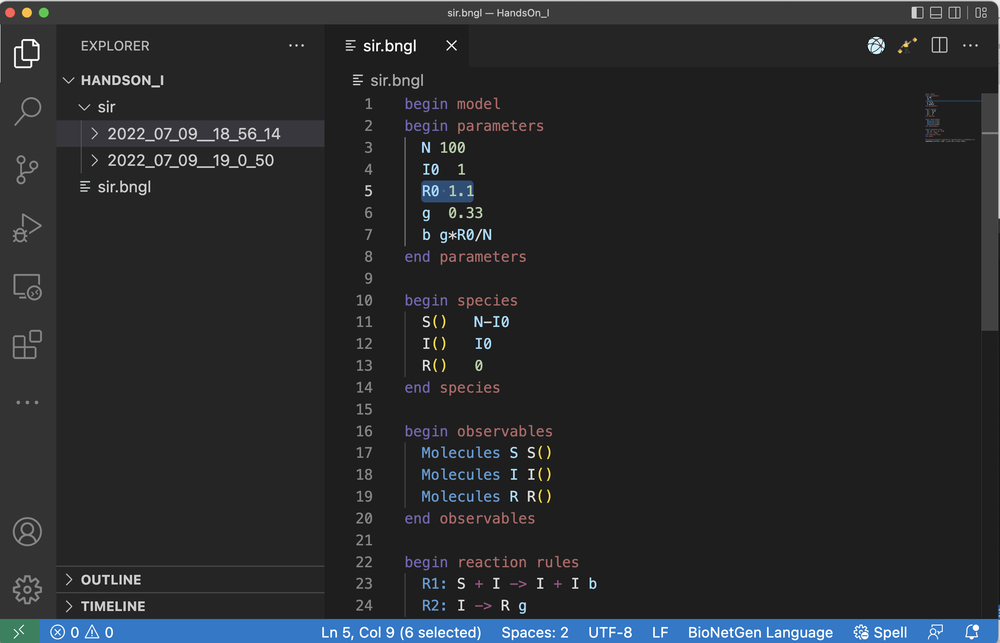 sir.bngl — HandsOn_I
EXPLORER
HANDSON_I
sir
2022_07_09__18_56_14
2022_07_09__19_0_50
sir.bngl
OUTLINE
TIMELINE
sir.bngl
sir.bngl
1 begin model
2 begin parameters
3 N 100
4 I0  1
5 R0 1.1
6 g  0.33
7 b g*R0/N
8 end parameters
9
10 begin species
11 S()   N-I0
12 I()   I0
13 R()   0
14 end species
15
16 begin observables
17 Molecules S S()
18 Molecules I I()
19 Molecules R R()
20 end observables
21
22 begin reaction rules
23 R1: S + I -> I + I b
24 R2: I -> R g
0 0 Ln 5, Col 9 (6 selected) Spaces: 2 UTF-8 LF BioNetGen Language Spell